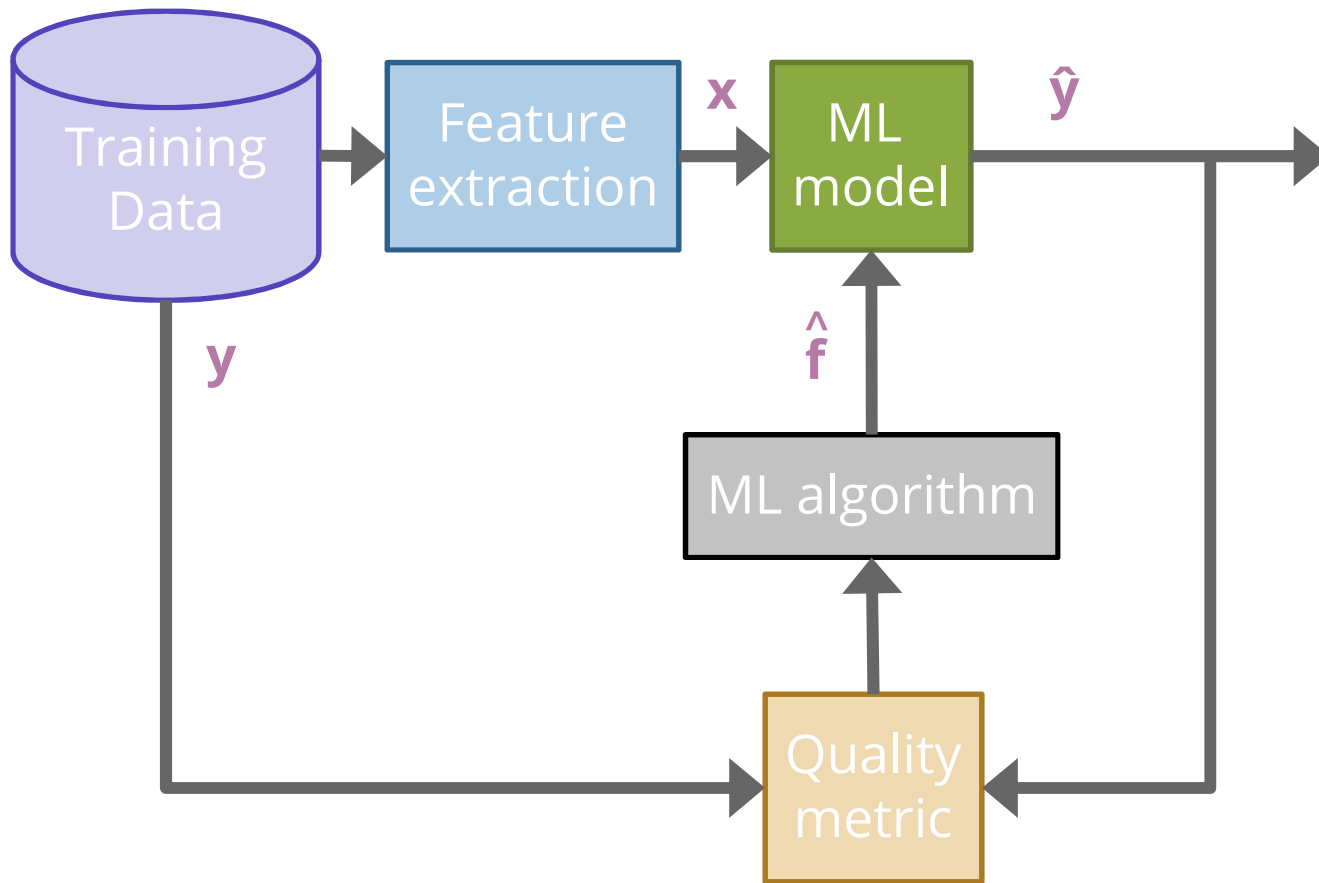 Training
Data
Feature
extraction
x
ML
model
ŷ
y
f̂
ML algorithm
Quality
metric